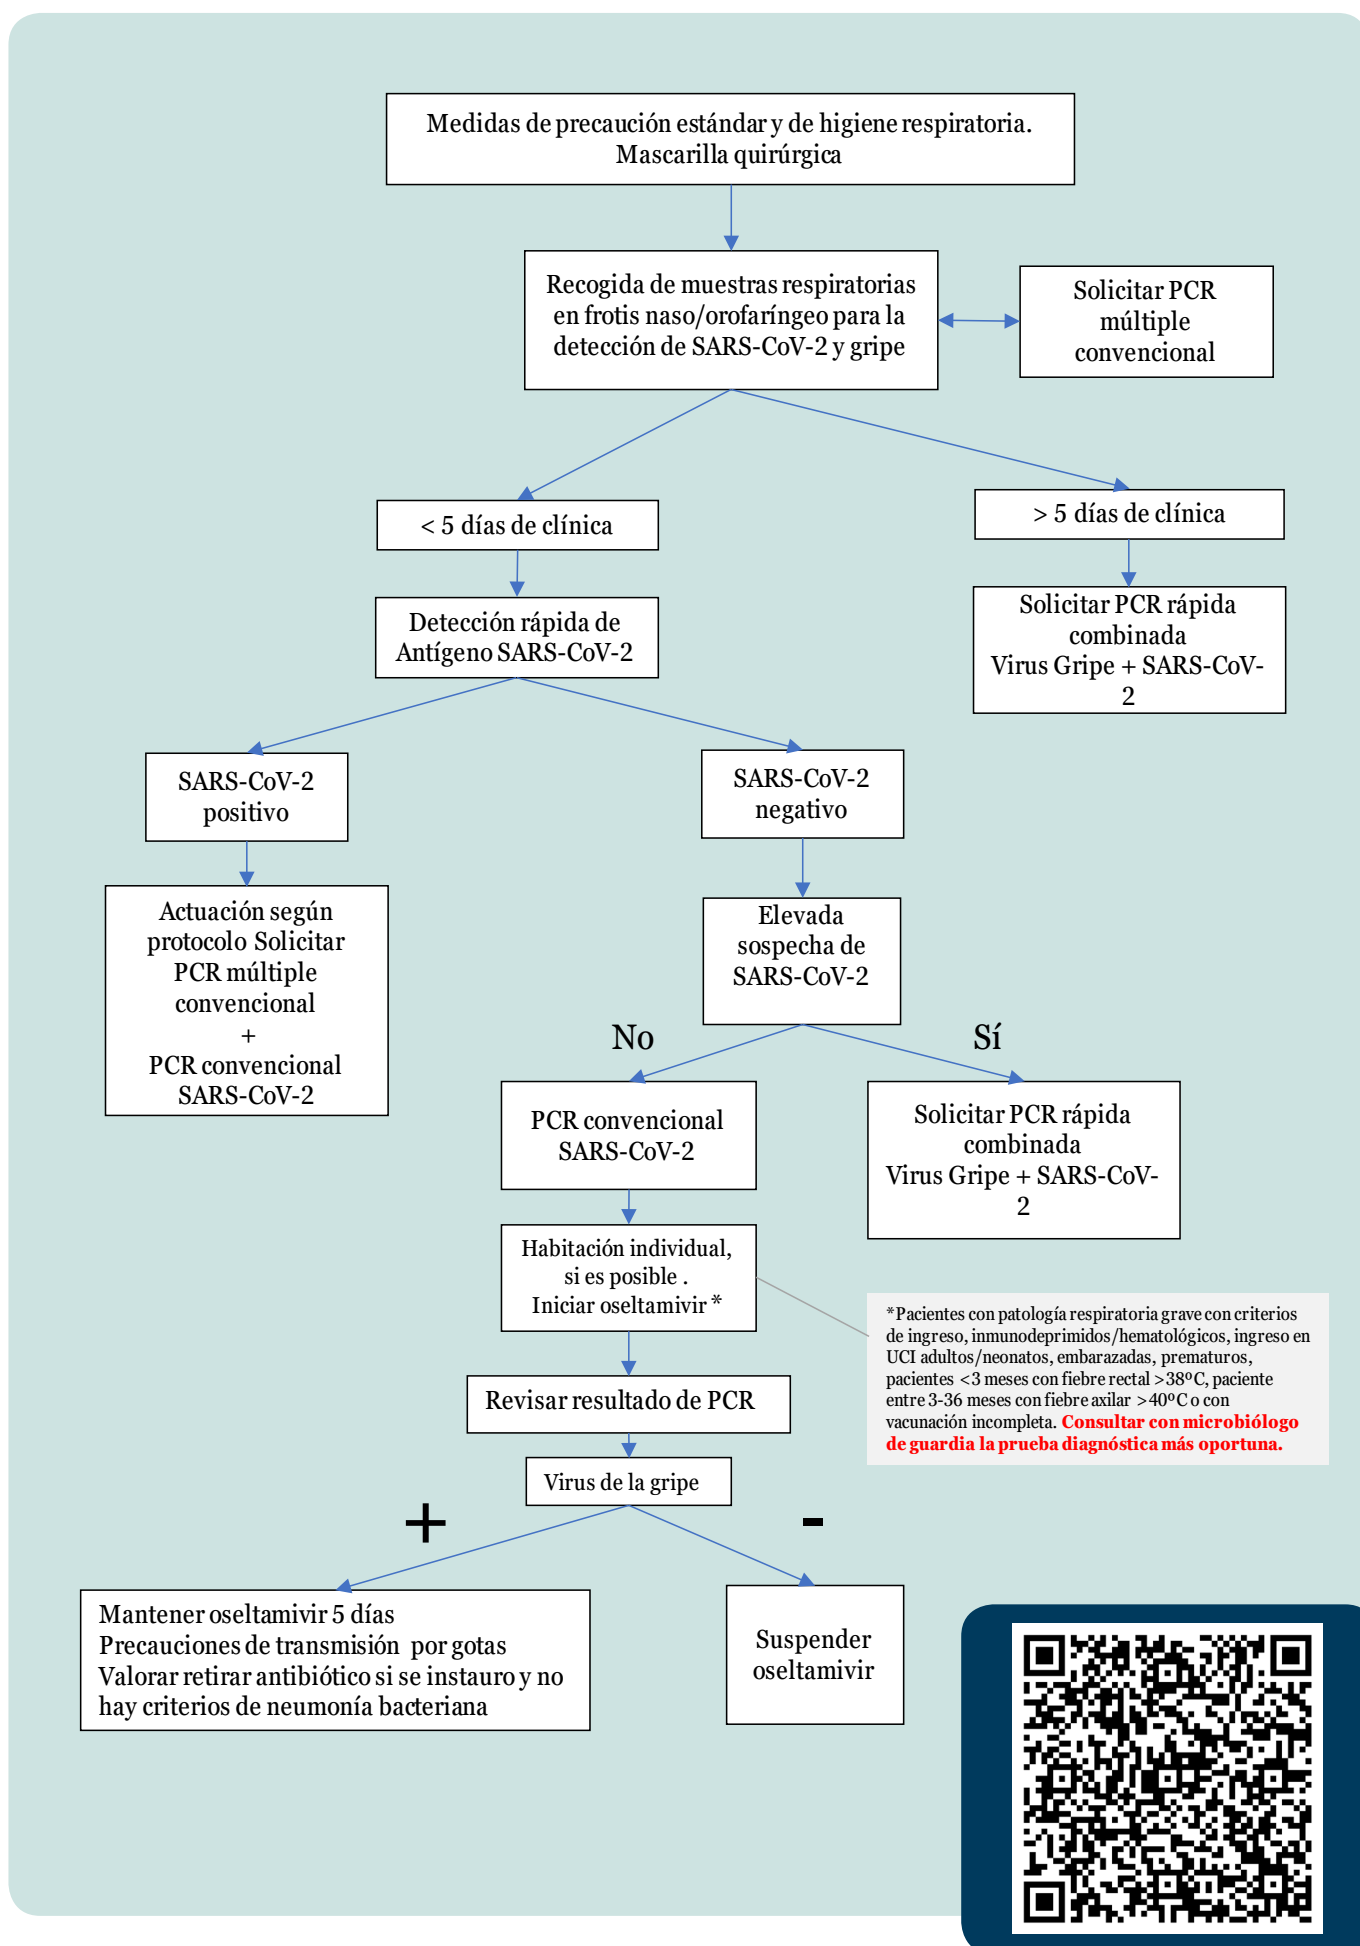 Medidas de precaución estándar y de higiene respiratoria.
Mascarilla quirúrgica
Recogida de muestras respiratorias
en frotis naso/orofaríngeo para la
detección de SARS-CoV-2 y gripe
Solicitar PCR
múltiple
convencional
< 5 días de clínica
> 5 días de clínica
Detección rápida de
Antígeno SARS-CoV-2
Solicitar PCR rápida
combinada
Virus Gripe + SARS-CoV-
2
SARS-CoV-2
positivo
SARS-CoV-2
negativo
Actuación según
protocolo Solicitar
PCR múltiple
convencional
+
PCR convencional
SARS-CoV-2
Elevada
sospecha de
SARS-CoV-2
No
Sí
PCR convencional
SARS-CoV-2
Solicitar PCR rápida
combinada
Virus Gripe + SARS-CoV-
2
Habitación individual,
si es posible .
Iniciar oseltamivir *
*Pacientes con patología respiratoria grave con criterios
de ingreso, inmunodeprimidos/hematológicos, ingreso en
UCI adultos/neonatos, embarazadas, prematuros,
pacientes <3 meses con fiebre rectal >38ºC, paciente
entre 3-36 meses con fiebre axilar >40ºC o con
vacunación incompleta. Consultar con microbiólogo
de guardia la prueba diagnóstica más oportuna.
Revisar resultado de PCR
Virus de la gripe
+
-
Mantener oseltamivir 5 días
Precauciones de transmisión por gotas
Valorar retirar antibiótico si se instauro y no
hay criterios de neumonía bacteriana
Suspender
oseltamivir